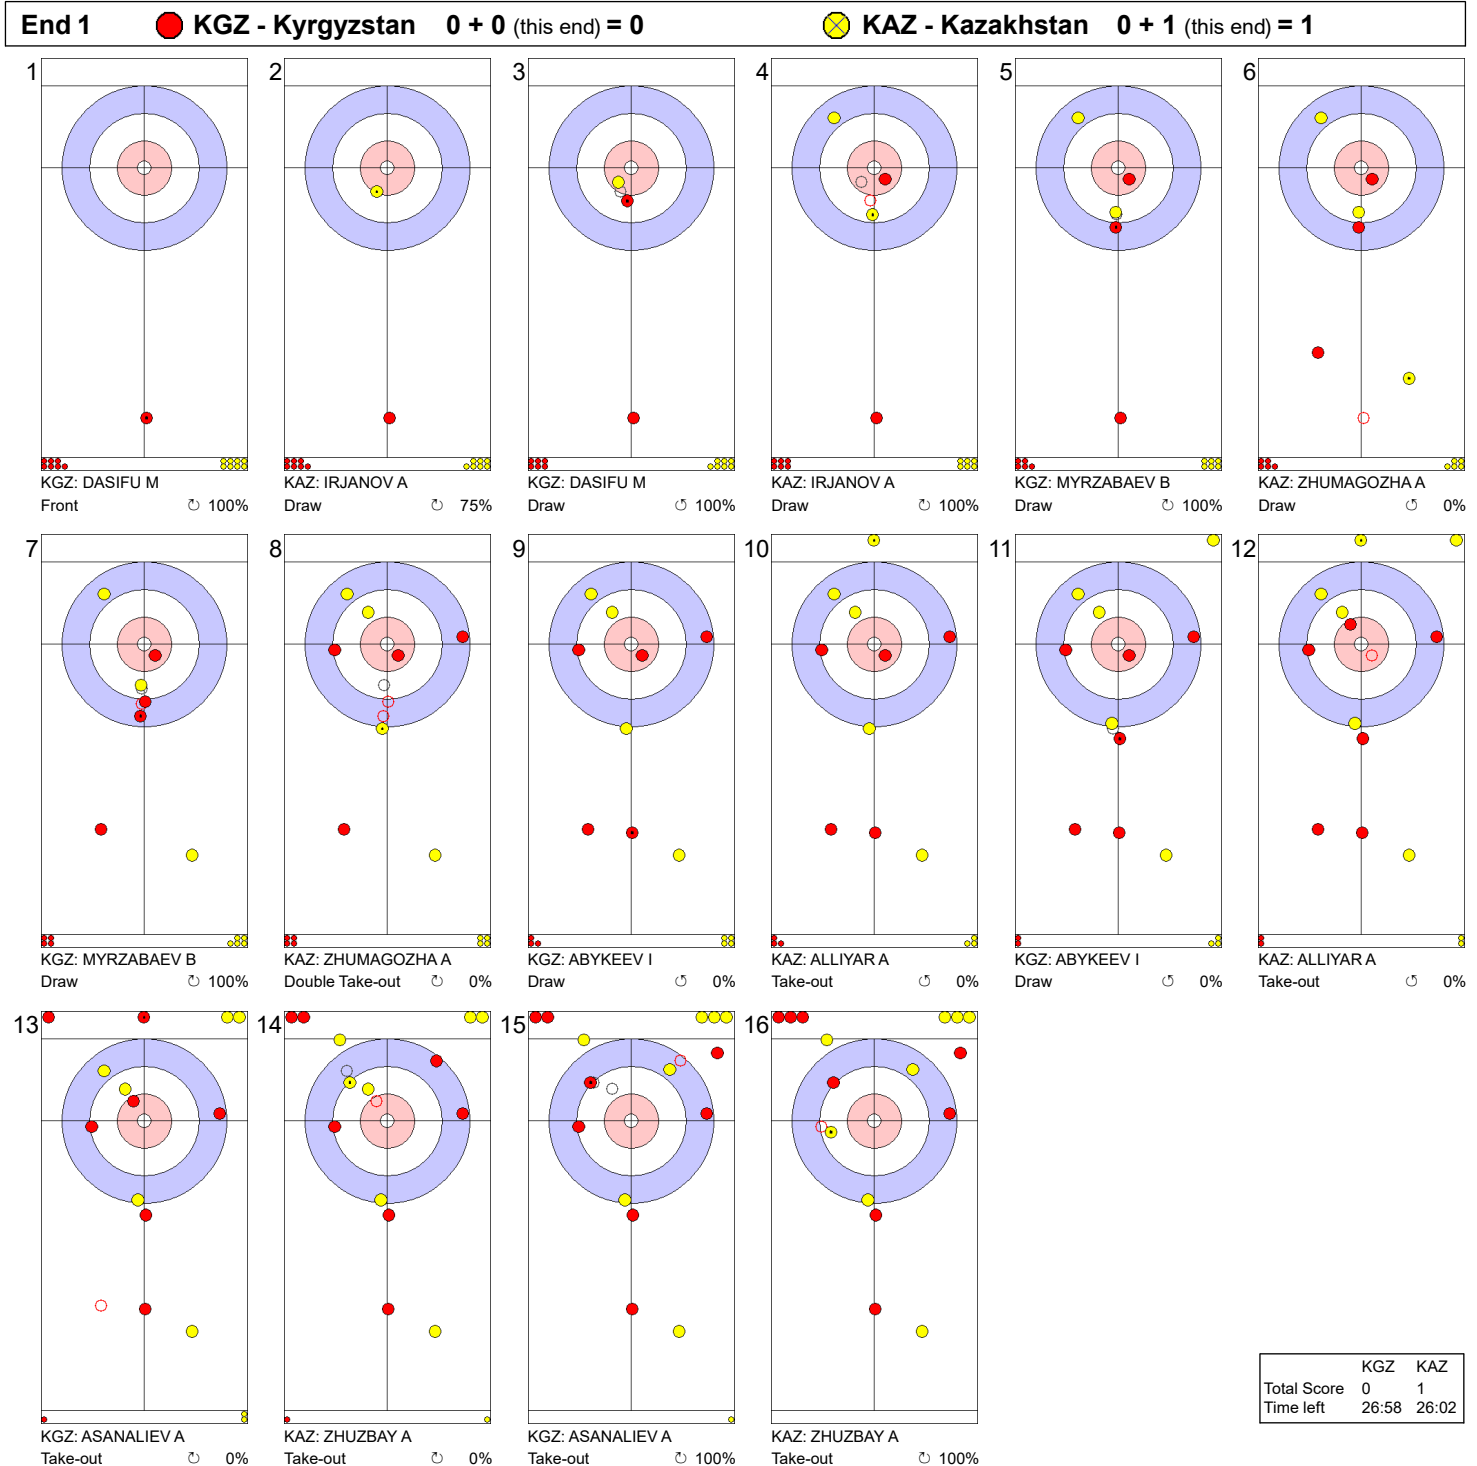 End 1 KGZ - Kyrgyzstan 0 + 0 (this end) = 0 KAZ - Kazakhstan 0 + 1 (this end) = 1
1 2 3 4 5 6
KGZ: DASIFU M KAZ: IRJANOV A KGZ: DASIFU M KAZ: IRJANOV A KGZ: MYRZABAEV B KAZ: ZHUMAGOZHA A
Front 100% Draw 75% Draw 100% Draw 100% Draw 100% Draw 0%
7 8 9 10 11 12
KGZ: MYRZABAEV B KAZ: ZHUMAGOZHA A KGZ: ABYKEEV I KAZ: ALLIYAR A KGZ: ABYKEEV I KAZ: ALLIYAR A
Draw 100% Double Take-out 0% Draw 0% Take-out 0% Draw 0% Take-out 0%
13 14 15 16
KGZ: ASANALIEV A KAZ: ZHUZBAY A KGZ: ASANALIEV A KAZ: ZHUZBAY A
Take-out 0% Take-out 0% Take-out 100% Take-out 100%
KGZ KAZ
Total Score 0 1
Time left 26:58 26:02